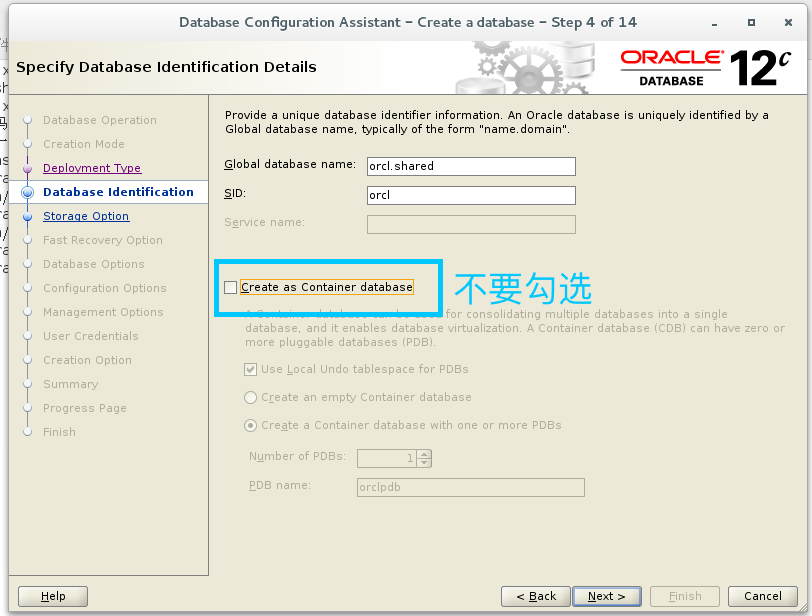 Database Configuration Assistant - Create a database - Step 4 of 14
Specify Database Identification Details
ORACLE
DATABASE
12c
Database Operation
Creation Mode
Deployment Type
Database Identification
Storage Option
Fast Recovery Option
Database Options
Configuration Options
Management Options
User Credentials
Creation Option
Summary
Progress Page
Finish
Provide a unique database identifier information. An Oracle database is uniquely identified by a
Global database name, typically of the form "name.domain".
Global database name: orcl.shared
SID: orcl
Service name:
Create as Container database
不要勾选
A Container database can be used for consolidating multiple databases into a single
database, and it enables database virtualization. A Container database (CDB) can have zero or
more pluggable databases (PDB).
Use Local Undo tablespace for PDBs
Create an empty Container database
Create a Container database with one or more PDBs
Number of PDBs: 1
PDB name: orclpdb
Help
< Back
Next >
Finish
Cancel